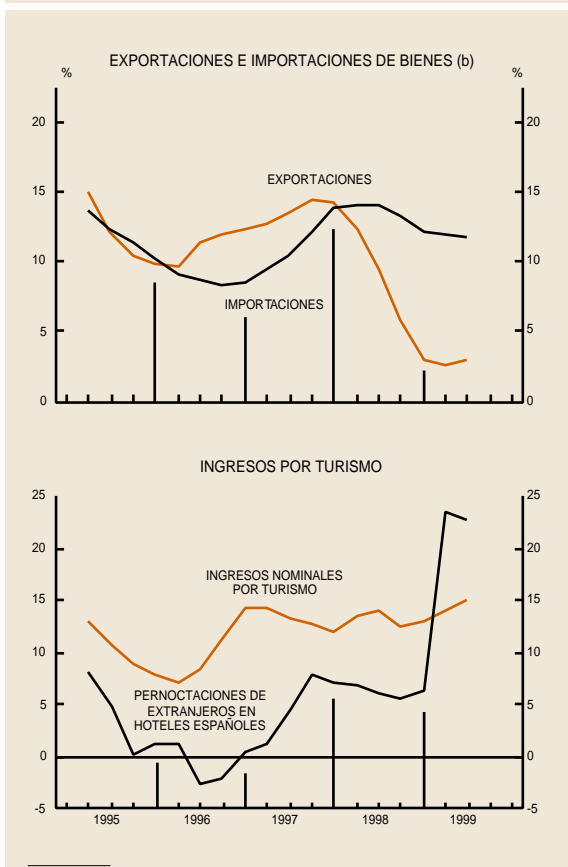 EXPORTACIONES E IMPORTACIONES DE BIENES (b)
% %
20 20
EXPORTACIONES
15 15
10 10
IMPORTACIONES
5 5
0 0
INGRESOS POR TURISMO
25 25
20 20
INGRESOS NOMINALES
POR TURISMO
15 15
10 10
PERNOCTACIONES DE
EXTRANJEROS EN
HOTELES ESPAÑOLES
5 5
0 0
-5 -5
1995 1996 1997 1998 1999